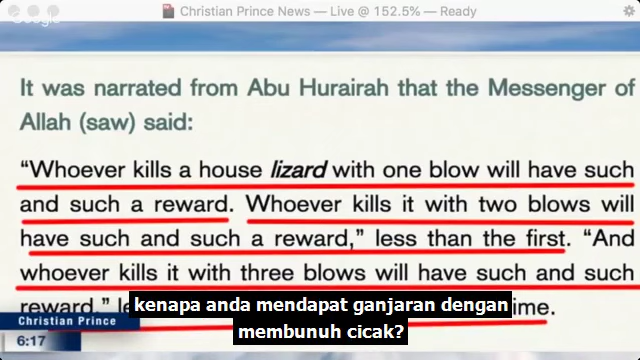 Christian Prince News — Live @ 152.5% — Ready
Google
It was narrated from Abu Hurairah that the Messenger of
Allah (saw) said:
“Whoever kills a house lizard with one blow will have such
and such a reward. Whoever kills it with two blows will
have such and such a reward,” less than the first. “And
whoever kills it with three blows will have such and such
reward,” ime.
kenapa anda mendapat ganjaran dengan
membunuh cicak?
Christian Prince
6:17